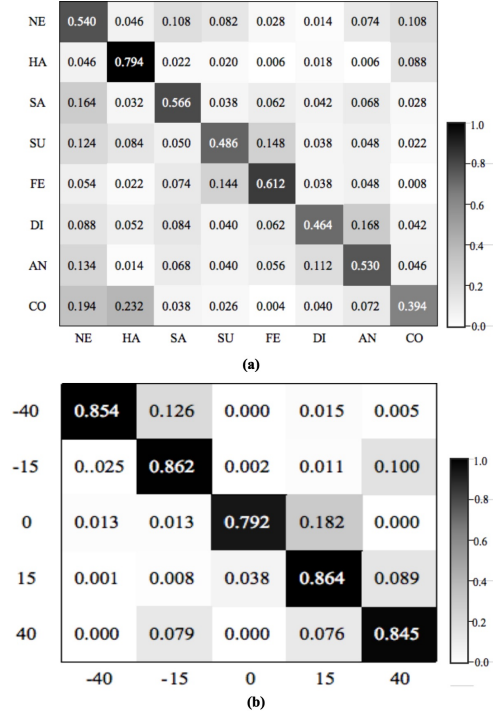 NE 0.540 0.046 0.108 0.082 0.028 0.014 0.074 0.108
HA 0.046 0.794 0.022 0.020 0.006 0.018 0.006 0.088
SA 0.164 0.032 0.566 0.038 0.062 0.042 0.068 0.028
SU 0.124 0.084 0.050 0.486 0.148 0.038 0.048 0.022
FE 0.054 0.022 0.074 0.144 0.612 0.038 0.048 0.008
DI 0.088 0.052 0.084 0.040 0.062 0.464 0.168 0.042
AN 0.134 0.014 0.068 0.040 0.056 0.112 0.530 0.046
CO 0.194 0.232 0.038 0.026 0.004 0.040 0.072 0.394
NE HA SA SU FE DI AN CO
1.0
0.8
0.6
0.4
0.2
0.0
(a)
-40 0.854 0.126 0.000 0.015 0.005
-15 0..025 0.862 0.002 0.011 0.100
0 0.013 0.013 0.792 0.182 0.000
15 0.001 0.008 0.038 0.864 0.089
40 0.000 0.079 0.000 0.076 0.845
-40 -15 0 15 40
1.0
0.8
0.6
0.4
0.2
0.0
(b)